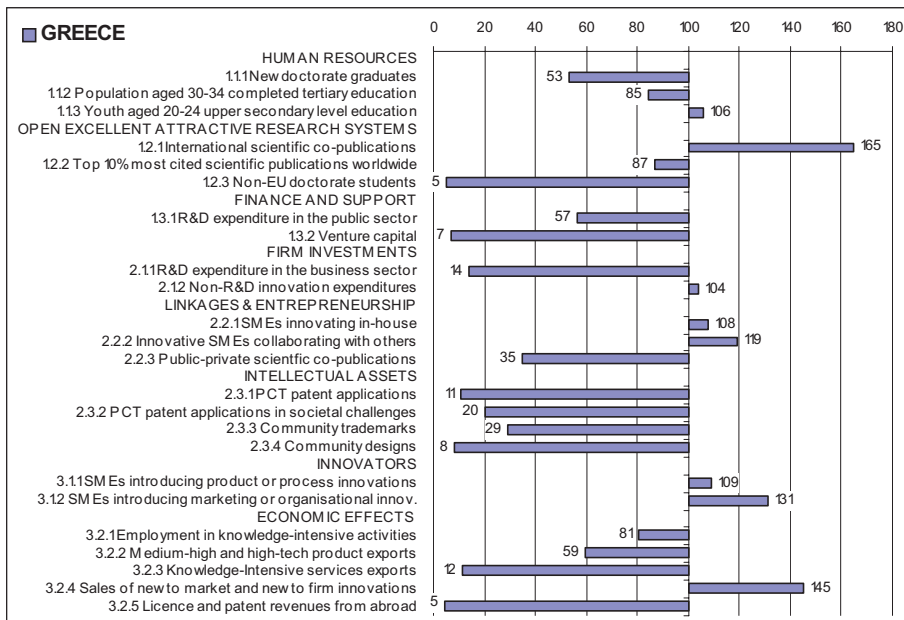 GREECE
0 20 40 60 80 100 120 140 160 180
HUMAN RESOURCES
1.1.1 New doctorate graduates 53
1.1.2 Population aged 30-34 completed tertiary education 85
1.1.3 Youth aged 20-24 upper secondary level education 106
OPEN EXCELLENT ATTRACTIVE RESEARCH SYSTEMS
1.2.1 International scientific co-publications 165
1.2.2 Top 10% most cited scientific publications worldwide 87
1.2.3 Non-EU doctorate students 5
FINANCE AND SUPPORT
1.3.1 R&D expenditure in the public sector 57
1.3.2 Venture capital 7
FIRM INVESTMENTS
2.1.1 R&D expenditure in the business sector 14
2.1.2 Non-R&D innovation expenditures 104
LINKAGES & ENTREPRENEURSHIP
2.2.1 SMEs innovating in-house 108
2.2.2 Innovative SMEs collaborating with others 119
2.2.3 Public-private scientfc co-publications 35
INTELLECTUAL ASSETS
2.3.1 PCT patent applications 11
2.3.2 PCT patent applications in societal challenges 20
2.3.3 Community trademarks 29
2.3.4 Community designs 8
INNOVATORS
3.1.1 SMEs introducing product or process innovations 109
3.1.2 SMEs introducing marketing or organisational innov. 131
ECONOMIC EFFECTS
3.2.1 Employment in knowledge-intensive activities 81
3.2.2 Medium-high and high-tech product exports 59
3.2.3 Knowledge-Intensive services exports 12
3.2.4 Sales of new to market and new to firm innovations 145
3.2.5 Licence and patent revenues from abroad 5